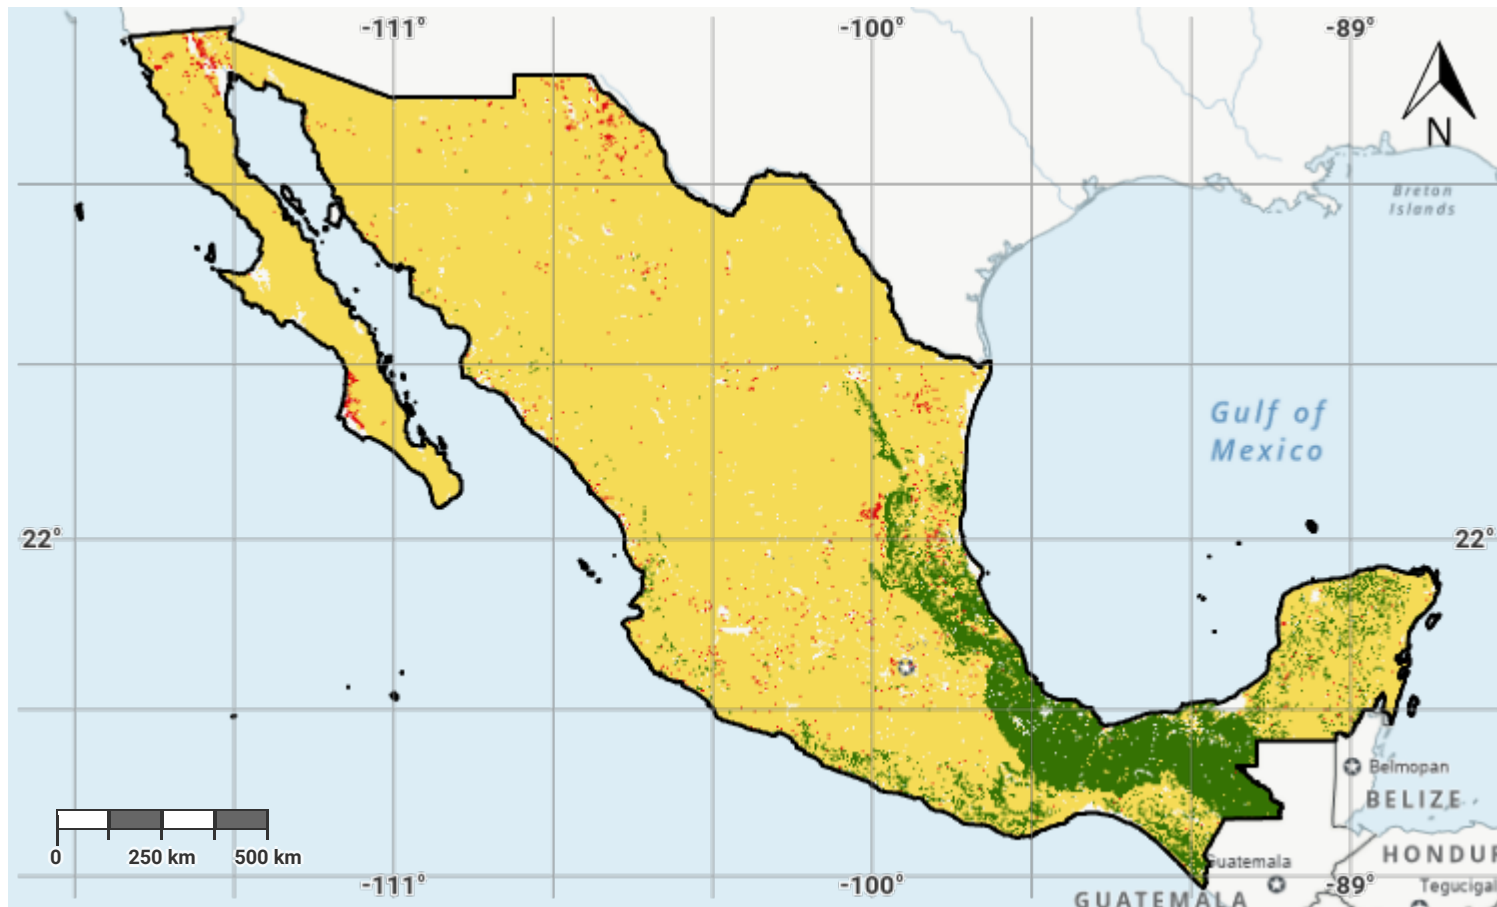 -111°
-100°
-89°
N
Breton
Islands
Gulf of
Mexico
22°
22°
Belmopan
BELIZE
0
250 km
500 km
Guatemala
HONDUR
-111°
-100°
-89°
Tegucigal
GUATEMALA